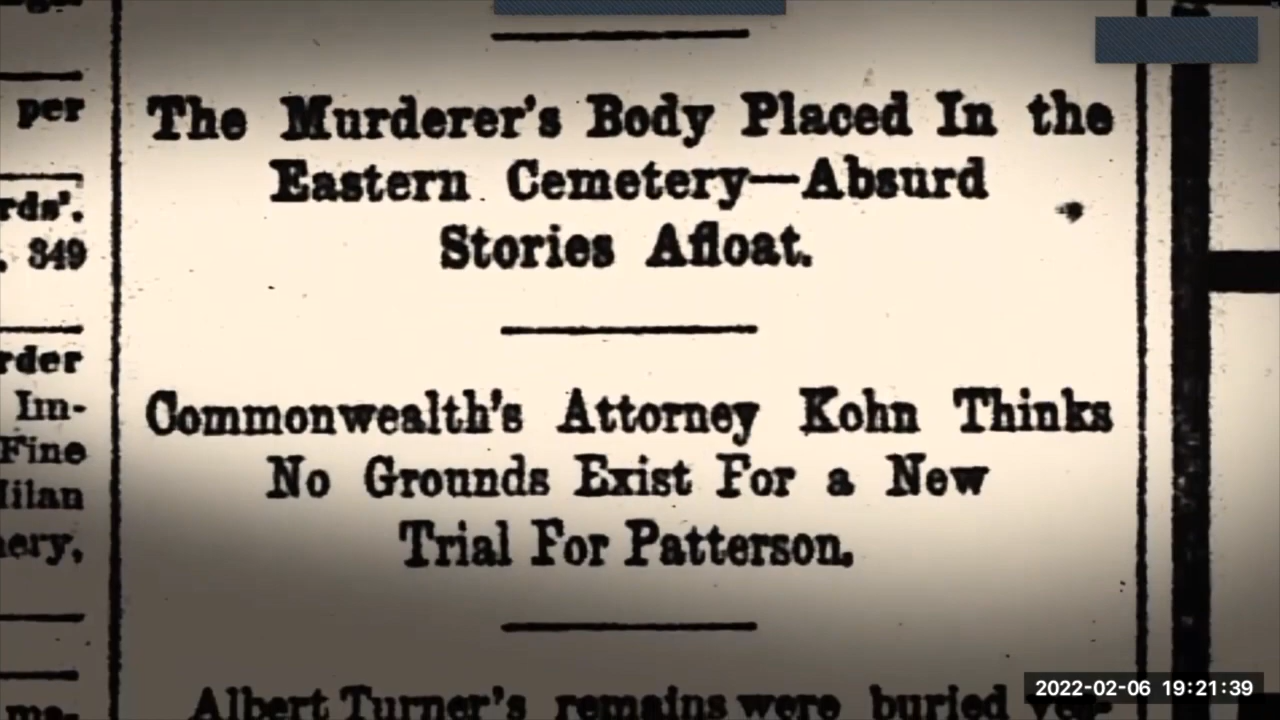 per
rds'.
349
rder
Im-
Fine
Milan
ery,
me-
The Murderer's Body Placed In the
Eastern Cemetery—Absurd
Stories Afloat.
Commonwealth's Attorney Kohn Thinks
No Grounds Exist For a New
Trial For Patterson.
Albert Turner's remains were buried yes-
2022-02-06 19:21:39